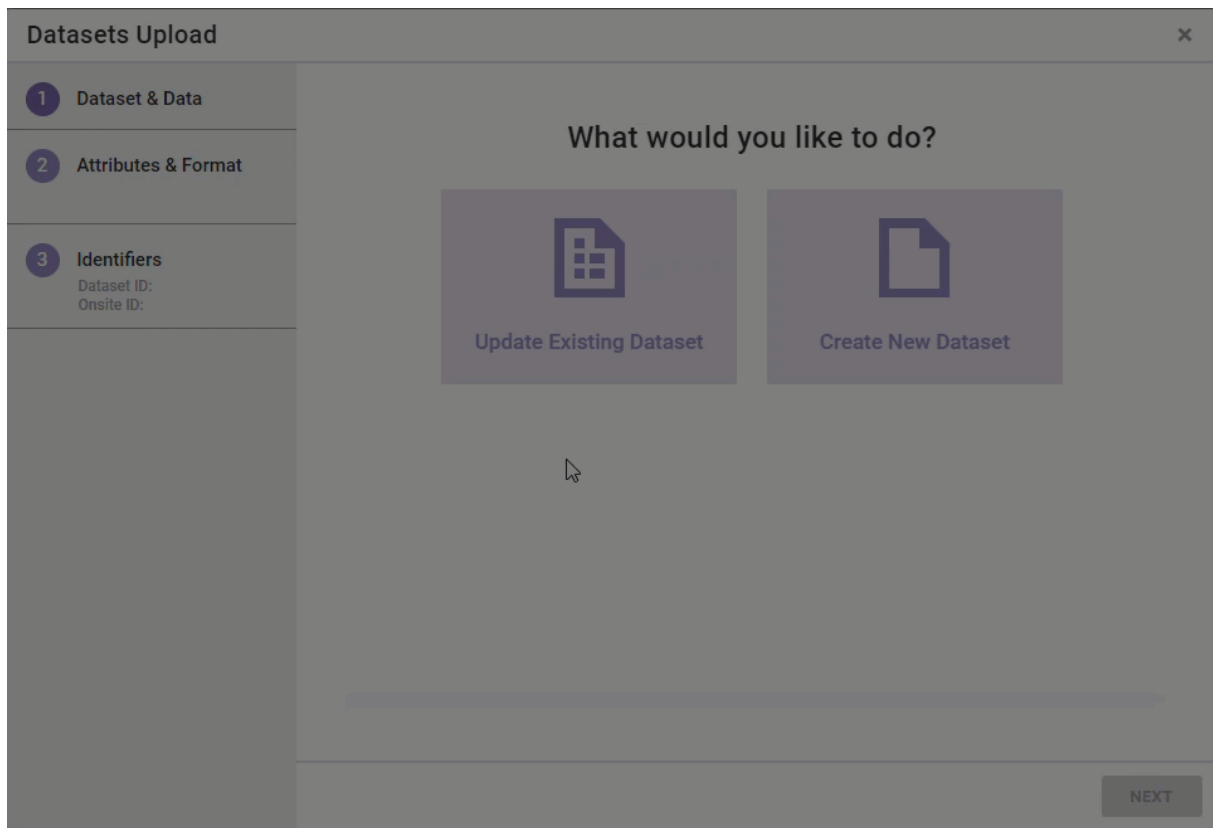 Datasets Upload
×
1 Dataset & Data
2 Attributes & Format
3 Identifiers
Dataset ID:
Onsite ID:
What would you like to do?
Update Existing Dataset
Create New Dataset
NEXT